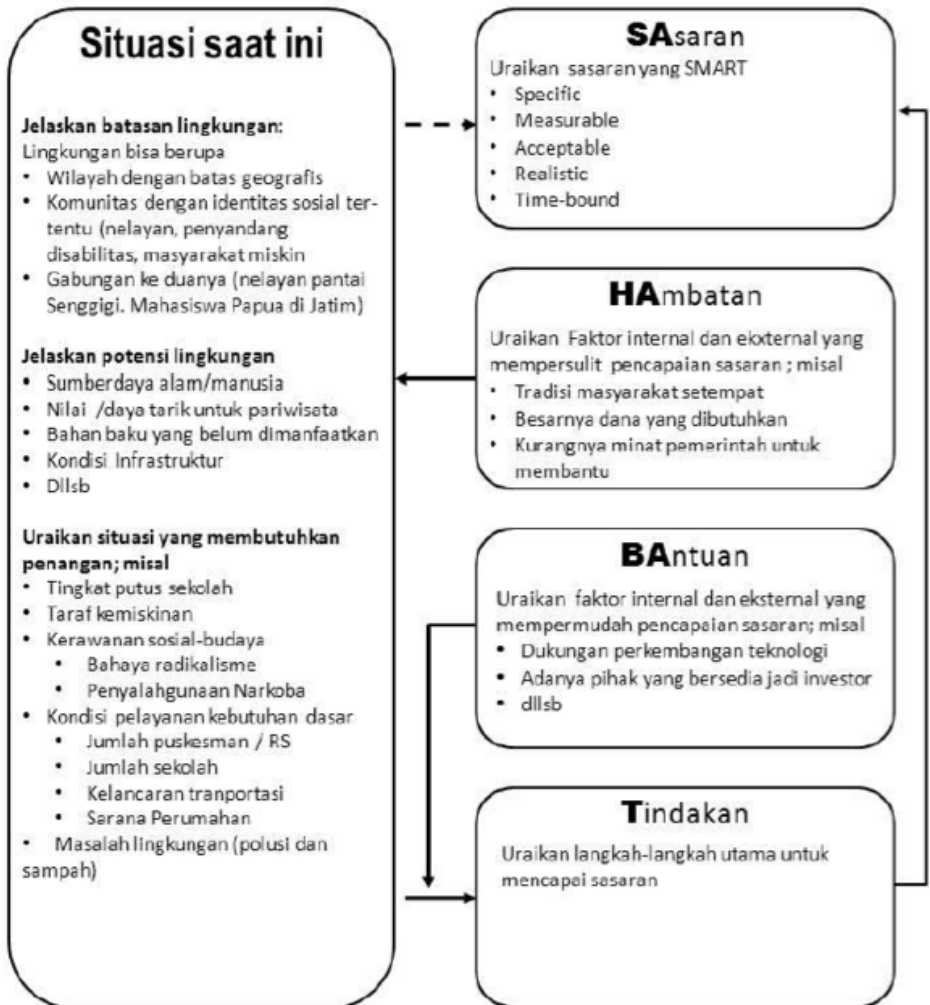 Situasi saat ini
Jelaskan batasan lingkungan:
Lingkungan bisa berupa
• Wilayah dengan batas geografis
• Komunitas dengan identitas sosial ter-
tentu (nelayan, penyandang
disabilitas, masyarakat miskin
• Gabungan ke duanya (nelayan pantai
Senggigi. Mahasiswa Papua di Jatim)
Jelaskan potensi lingkungan
• Sumberdaya alam/manusia
• Nilai /daya tarik untuk pariwisata
• Bahan baku yang belum dimanfaatkan
• Kondisi Infrastruktur
• Dllsb
Uraikan situasi yang membutuhkan
penangan; misal
• Tingkat putus sekolah
• Taraf kemiskinan
• Kerawanan sosial-budaya
• Bahaya radikalisme
• Penyalahgunaan Narkoba
• Kondisi pelayanan kebutuhan dasar
• Jumlah puskesman / RS
• Jumlah sekolah
• Kelancaran tranportasi
• Sarana Perumahan
• Masalah lingkungan (polusi dan
sampah)
SAsaran
Uraikan sasaran yang SMART
• Specific
• Measurable
• Acceptable
• Realistic
• Time-bound
HAmbatan
Uraikan Faktor internal dan ekxternal yang
mempersulit pencapaian sasaran ; misal
• Tradisi masyarakat setempat
• Besarnya dana yang dibutuhkan
• Kurangnya minat pemerintah untuk
membantu
BAntuan
Uraikan faktor internal dan eksternal yang
mempermudah pencapaian sasaran; misal
• Dukungan perkembangan teknologi
• Adanya pihak yang bersedia jadi investor
• dllsb
Tindakan
Uraikan langkah-langkah utama untuk
mencapai sasaran